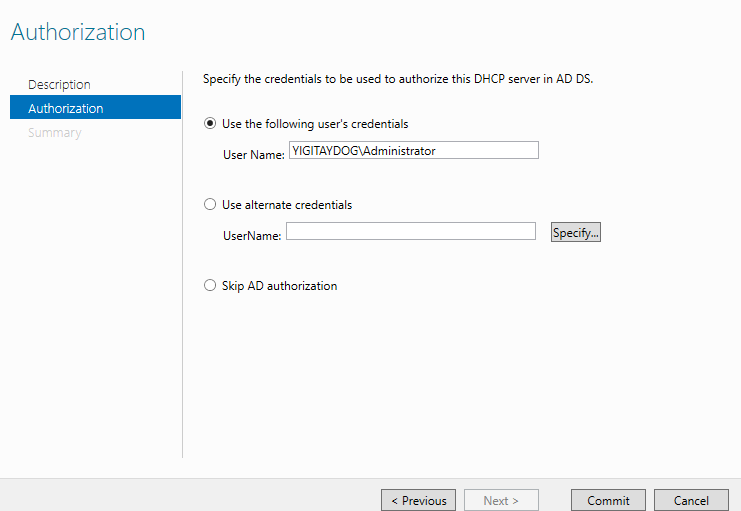 Authorization
Description
Authorization
Summary
Specify the credentials to be used to authorize this DHCP server in AD DS.
Use the following user's credentials
User Name: YIGITAYDOG\Administrator
Use alternate credentials
UserName:
Specify...
Skip AD authorization
< Previous
Next >
Commit
Cancel